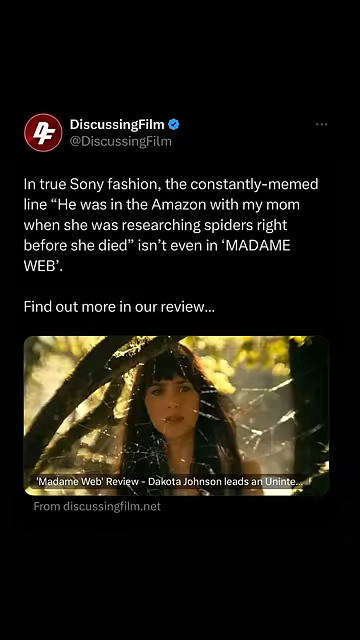 DiscussingFilm
@DiscussingFilm
In true Sony fashion, the constantly-memed
line “He was in the Amazon with my mom
when she was researching spiders right
before she died” isn’t even in ‘MADAME
WEB’.
Find out more in our review...
'Madame Web' Review - Dakota Johnson leads an Uninte...
From discussingfilm.net